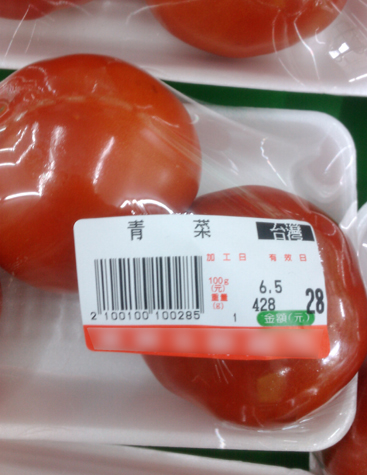 青 菜 台灣
加工日 有效日
100g
(元) 6.5
重量
(g) 428 28
2 100100 100285 1 金額(元)